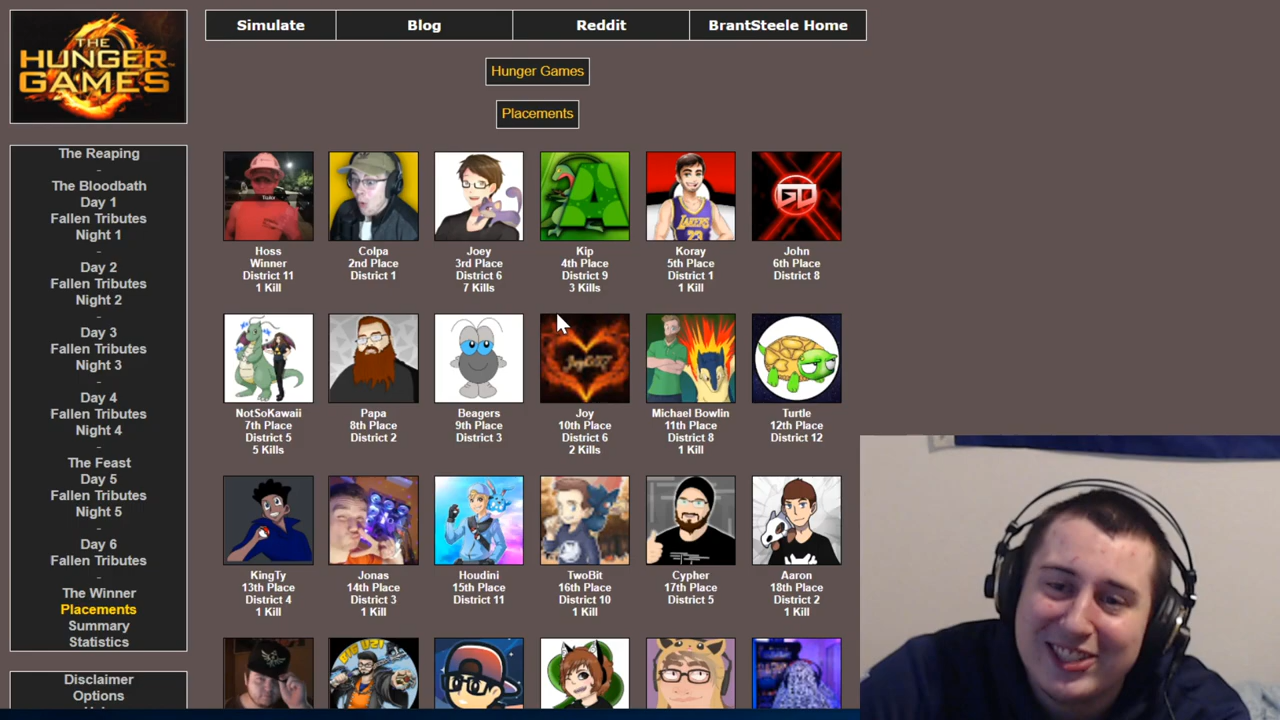 THE
HUNGER
GAMES
Simulate
Blog
Reddit
BrantSteele Home
Hunger Games
Placements
The Reaping
-
The Bloodbath
Day 1
Fallen Tributes
Night 1
-
Day 2
Fallen Tributes
Night 2
-
Day 3
Fallen Tributes
Night 3
-
Day 4
Fallen Tributes
Night 4
-
The Feast
Day 5
Fallen Tributes
Night 5
-
Day 6
Fallen Tributes
-
The Winner
Placements
Summary
Statistics
Disclaimer
Options
A
LAKERS
23
GD
Hoss
Winner
District 11
1 Kill
Colpa
2nd Place
District 1
Joey
3rd Place
District 6
7 Kills
Kip
4th Place
District 9
3 Kills
Koray
5th Place
District 1
1 Kill
John
6th Place
District 8
NotSoKawaii
7th Place
District 5
5 Kills
Papa
8th Place
District 2
Beagers
9th Place
District 3
Joy
10th Place
District 6
2 Kills
Michael Bowlin
11th Place
District 8
1 Kill
Turtle
12th Place
District 12
KingTy
13th Place
District 4
1 Kill
Jonas
14th Place
District 3
1 Kill
Houdini
15th Place
District 11
TwoBit
16th Place
District 10
1 Kill
Cypher
17th Place
District 5
Aaron
18th Place
District 2
1 Kill